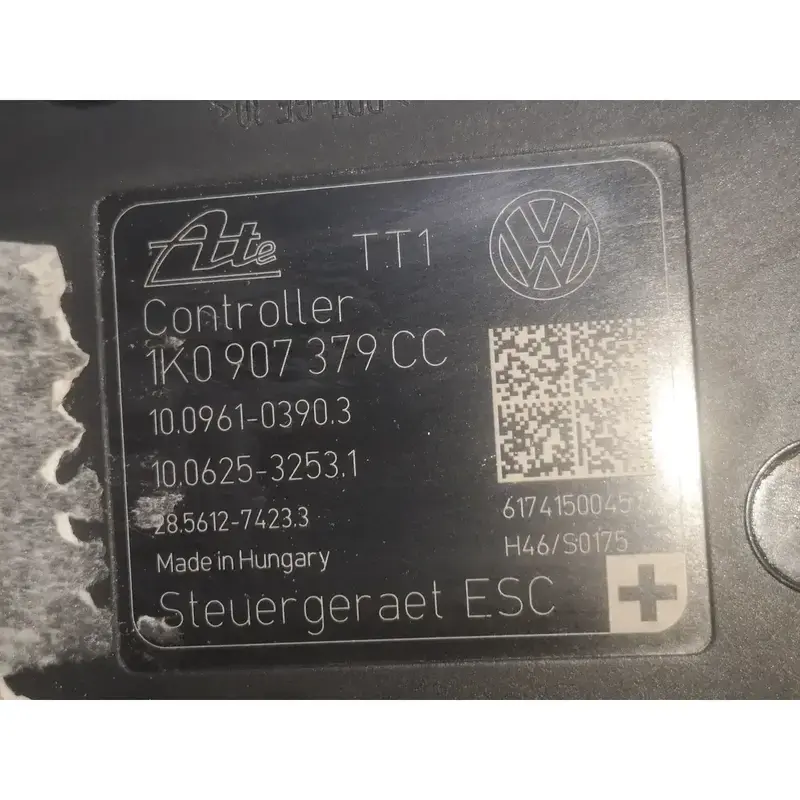 Ate TT1
Controller
1K0 907 379 CC
10.0961-0390.3
10.0625-3253.1
28.5612-7423.3
Made in Hungary
Steuergeraet ESC
H46/S0175